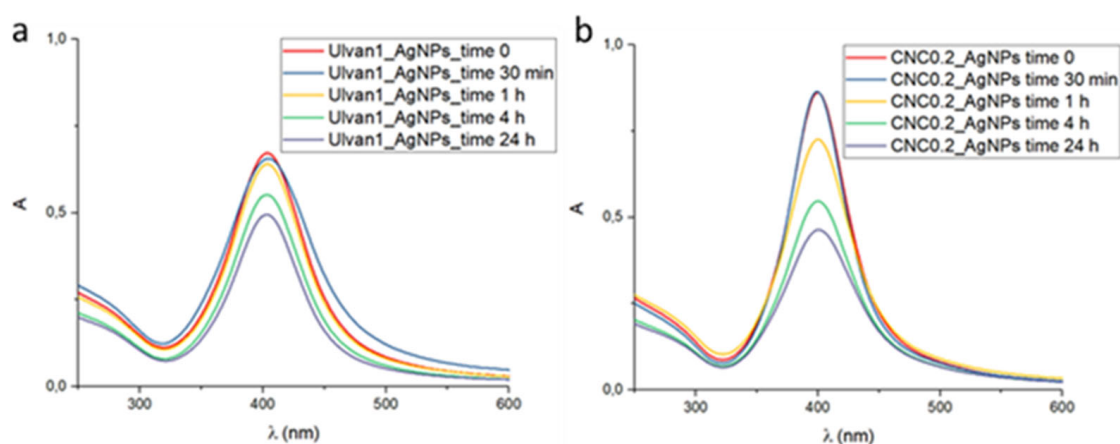 a
1,0
Ulvan1_AgNPs_time 0
Ulvan1_AgNPs_time 30 min
Ulvan1_AgNPs_time 1 h
Ulvan1_AgNPs_time 4 h
Ulvan1_AgNPs_time 24 h
A
0,5
0,0
300
400
500
600
λ (nm)
b
1,0
CNC0.2_AgNPs time 0
CNC0.2_AgNPs time 30 min
CNC0.2_AgNPs time 1 h
CNC0.2_AgNPs time 4 h
CNC0.2_AgNPs time 24 h
A
0,5
0,0
300
400
500
600
λ (nm)